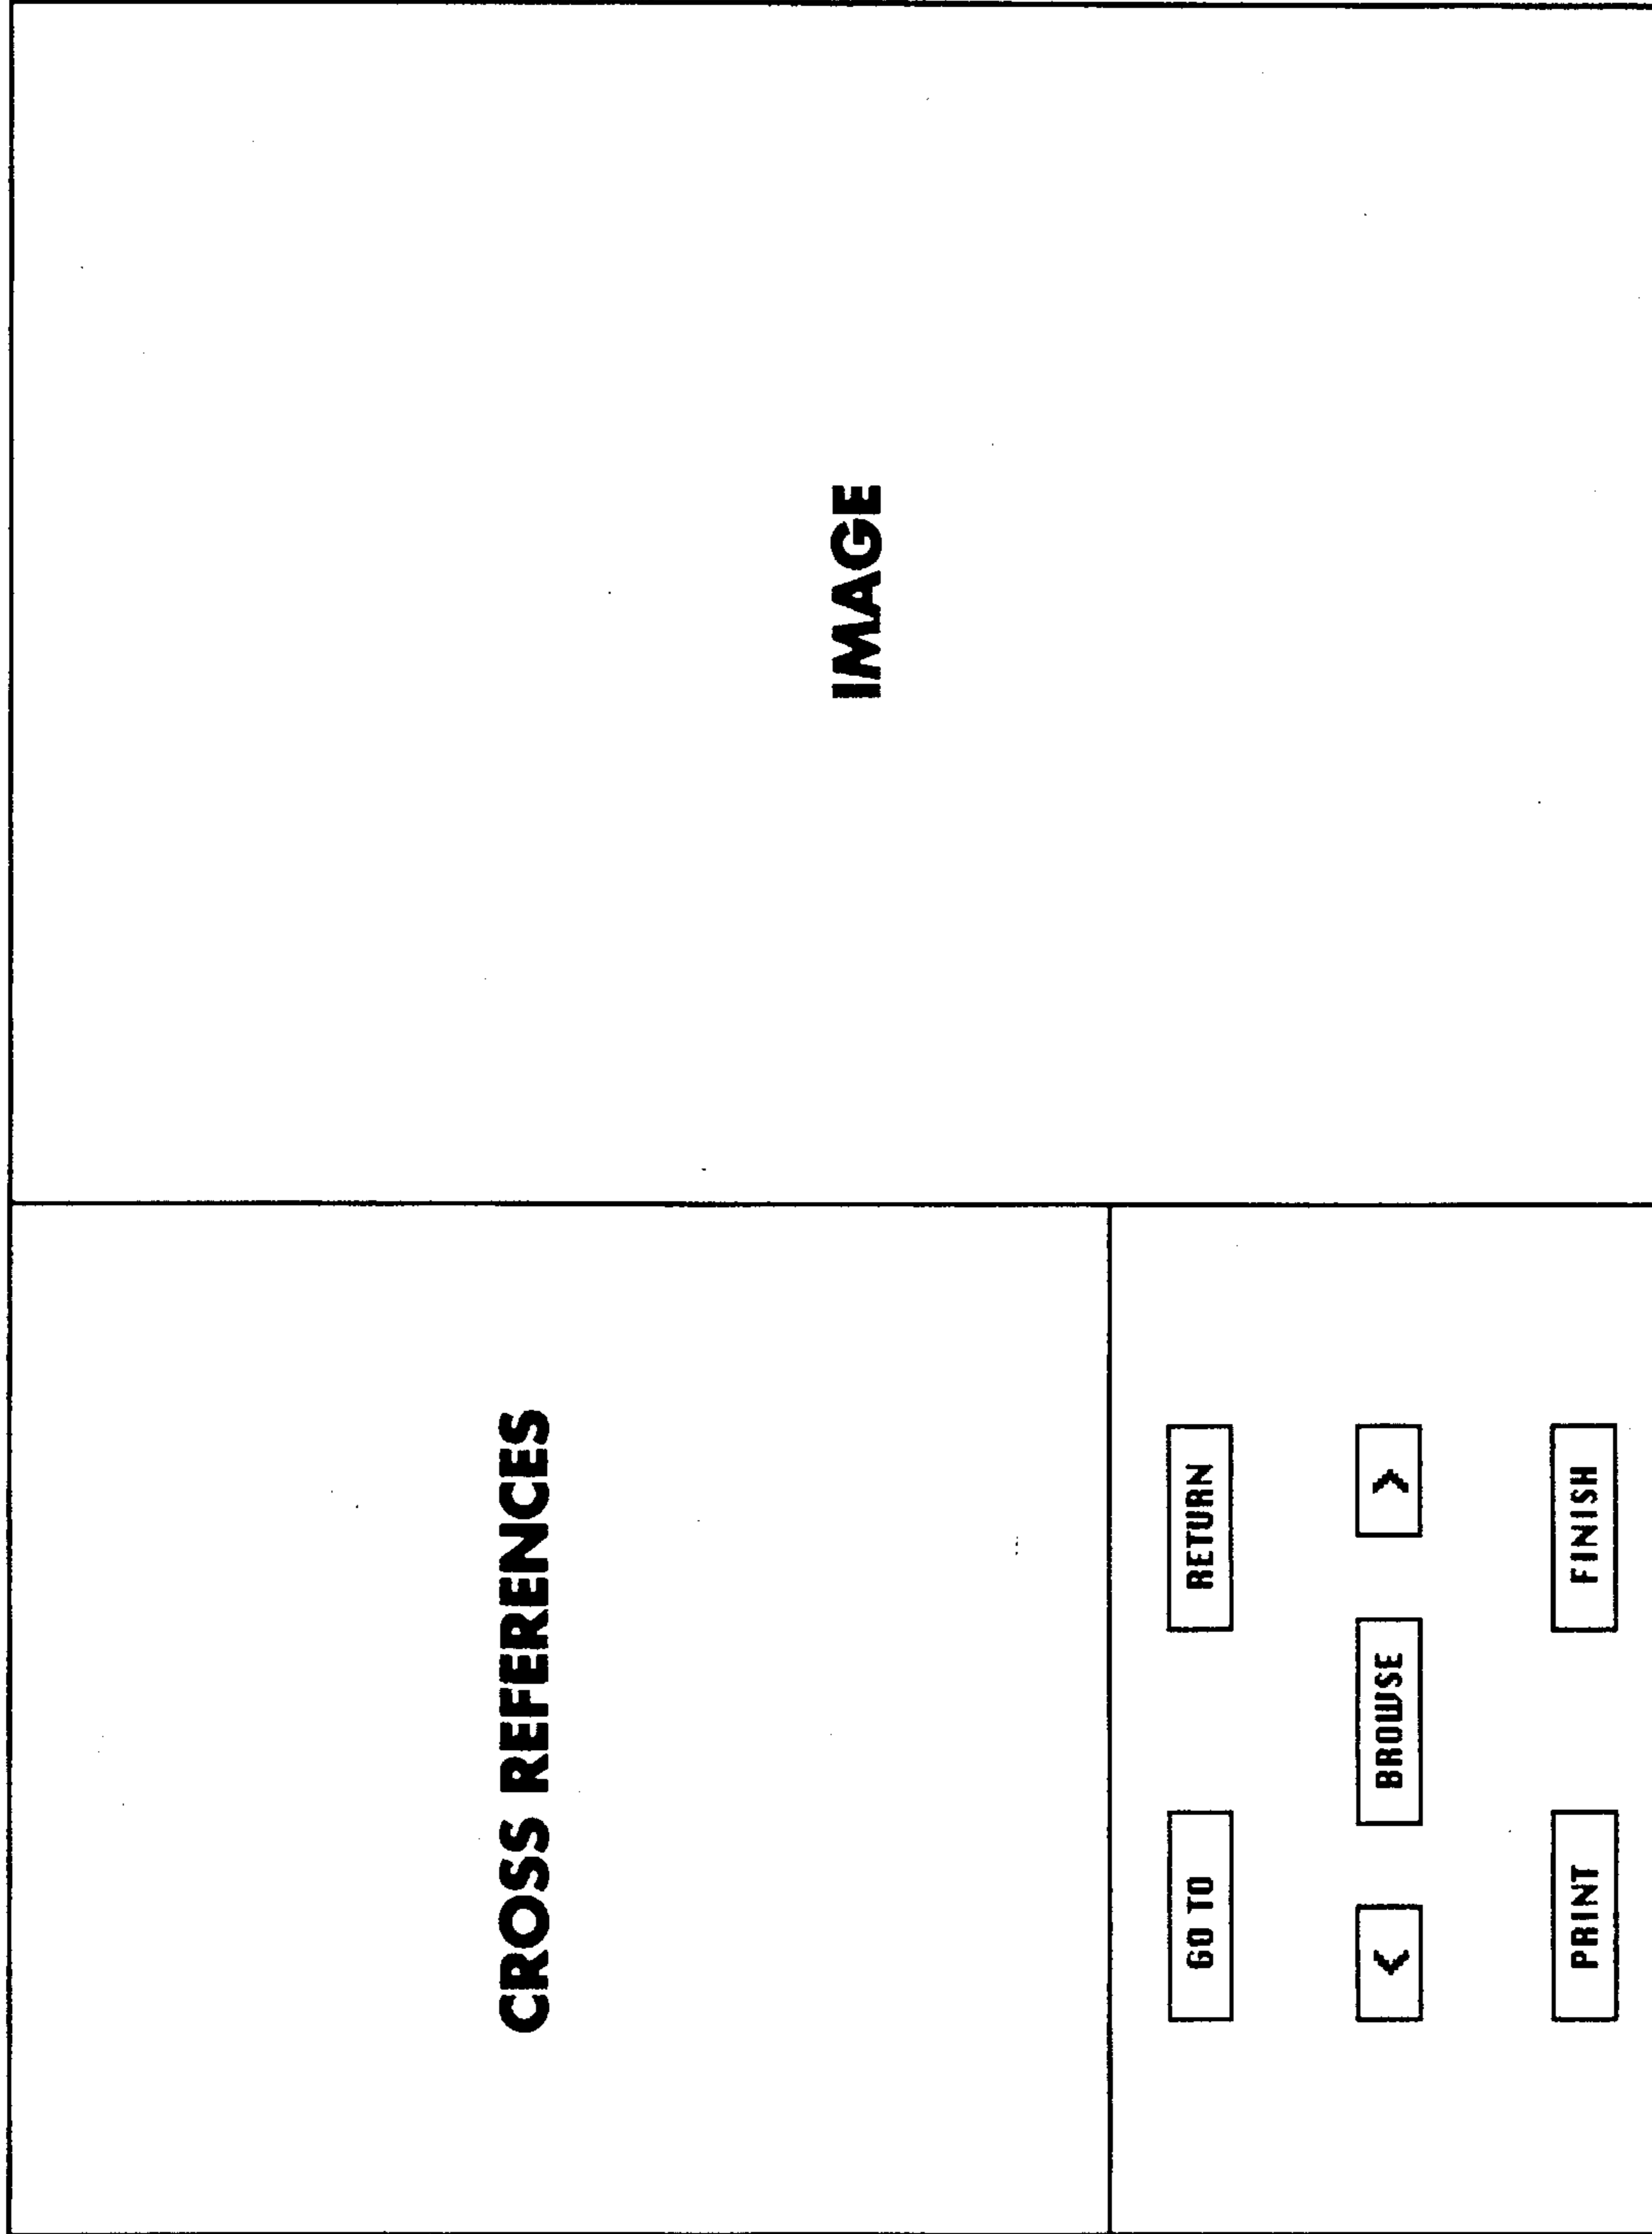 CROSS REFERENCES
IMAGE
GO TO
RETURN
<
BROWSE
>
PRINT
FINISH